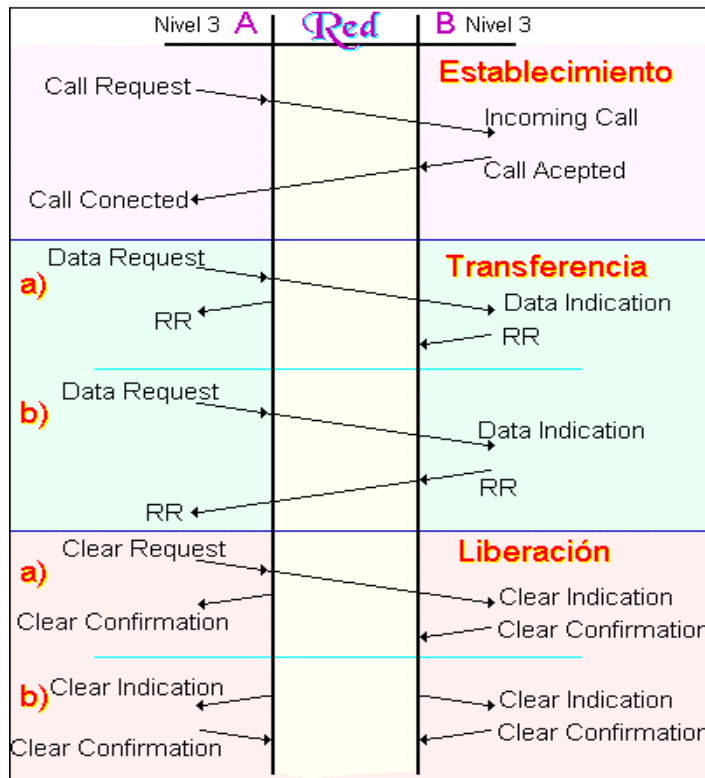 Nivel 3 A Red B Nivel 3
Establecimiento
Call Request
Incoming Call
Call Acepted
Call Conected
Data Request
a)
Transferencia
Data Indication
RR
RR
Data Request
b)
Data Indication
RR
RR
Clear Request
Liberación
a)
Clear Indication
Clear Confirmation
Clear Confirmation
b)
Clear Indication
Clear Indication
Clear Confirmation
Clear Confirmation